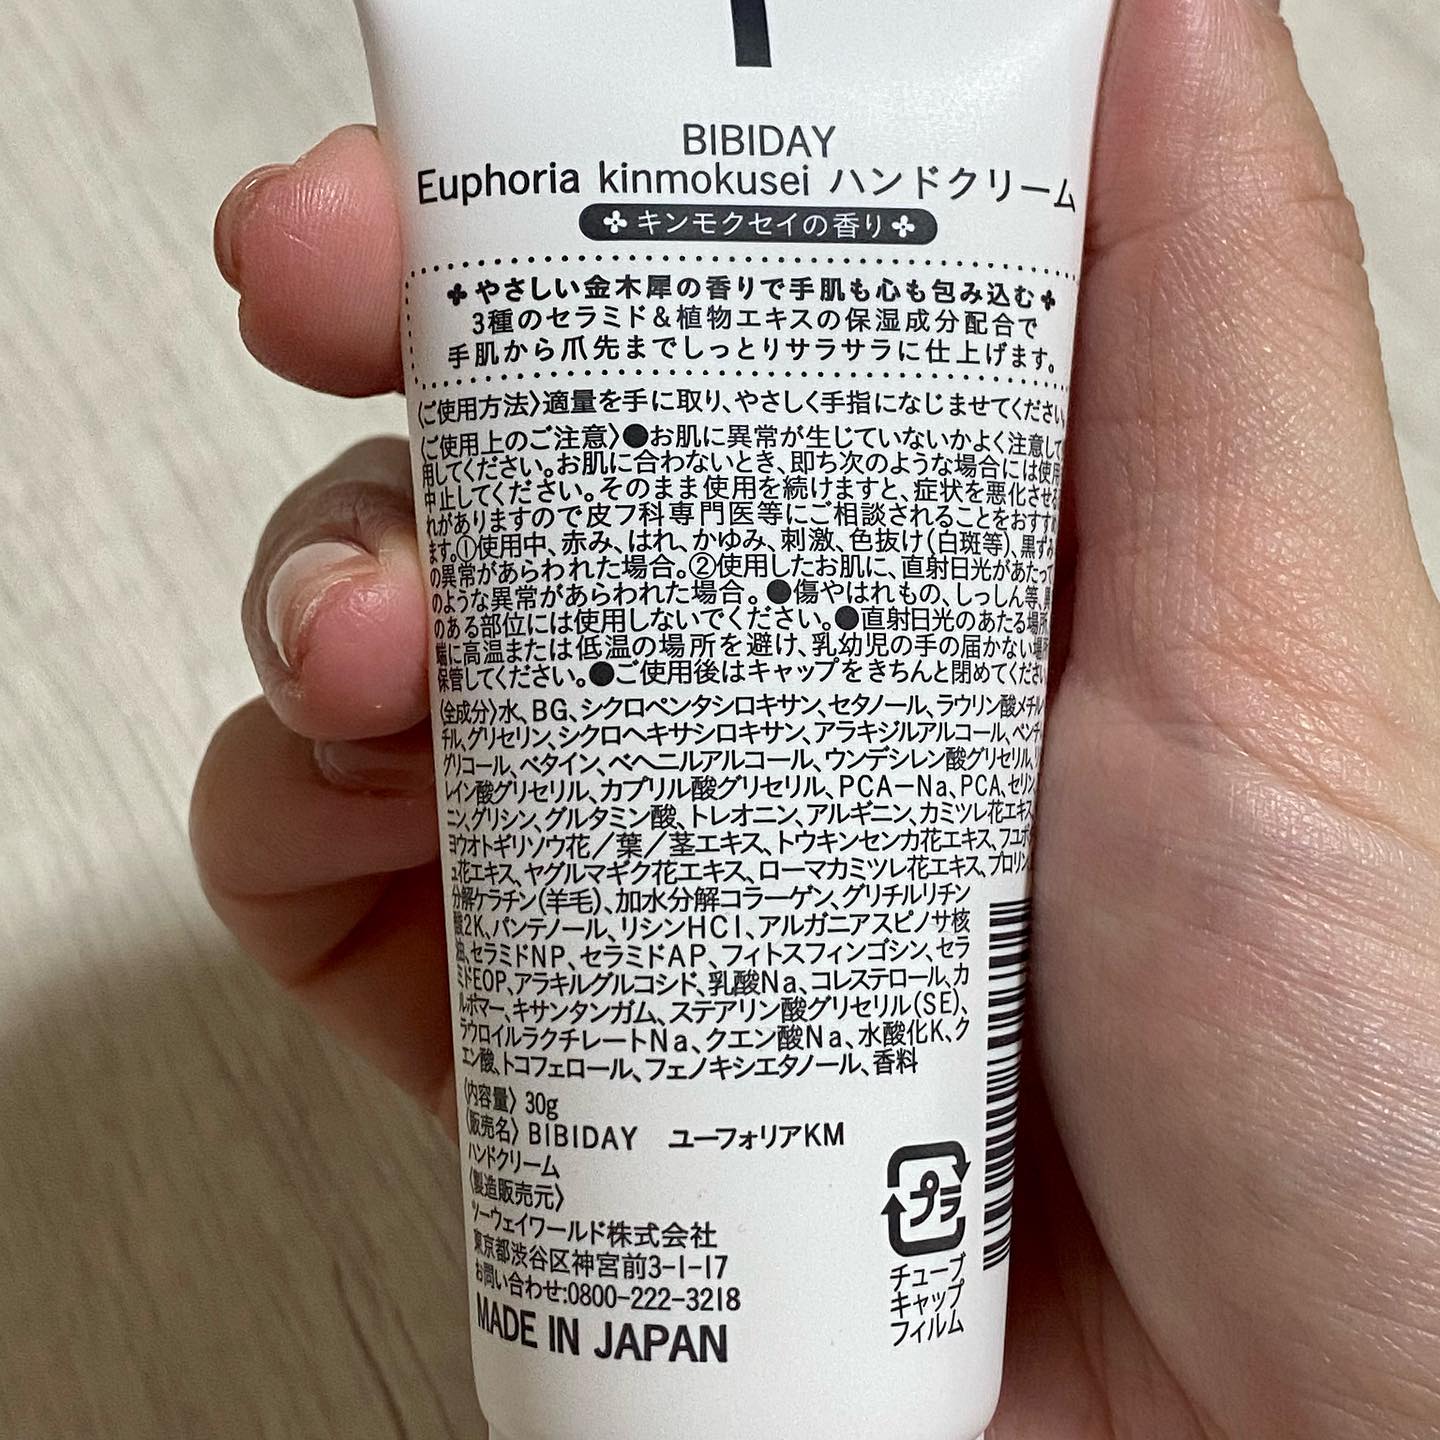 BIBIDAY
Euphoria kinmokusei ハンドクリーム
キンモクセイの香り
やさしい金木犀の香りで手肌も心も包み込む
3種のセラミド&植物エキスの保湿成分配合で
手肌から爪先までしっとりサラサラに仕上げます。
〈ご使用方法〉適量を手に取り、やさしく手指になじませてください。
〈ご使用上のご注意〉●お肌に異常が生じていないかよく注意して
用してください。お肌に合わないとき、即ち次のような場合には使用
中止してください。そのまま使用を続けますと、症状を悪化させる
れがありますので皮フ科専門医等にご相談されることをおすすめ
ます。①使用中、赤み、はれ、かゆみ、刺激、色抜け(白斑等)、黒ずみ
の異常があらわれた場合。②使用したお肌に、直射日光があたって
のような異常があらわれた場合。●傷やはれもの、しっしん等、異
のある部位には使用しないでください。●直射日光のあたる場所
端に高温または低温の場所を避け、乳幼児の手の届かない場所
保管してください。●ご使用後はキャップをきちんと閉めてください
〈全成分〉水、BG、シクロペンタシロキサン、セタノール、ラウリン酸メチル
チル、グリセリン、シクロヘキサシロキサン、アラキジルアルコール、ペンチ
グリコール、ベタイン、ベヘニルアルコール、ウンデシレン酸グリセリル、
レイン酸グリセリル、カプリル酸グリセリル、PCA-Na、PCA、セリン、
ニン、グリシン、グルタミン酸、トレオニン、アルギニン、カミツレ花エキス、
ヨウオトギリソウ花/葉/茎エキス、トウキンセンカ花エキス、フユボ
ュ花エキス、ヤグルマギク花エキス、ローマカミツレ花エキス、プロリン、
分解ケラチン(羊毛)、加水分解コラーゲン、グリチルリチン
酸2K、パンテノール、リシンHCl、アルガニアスピノサ核
油、セラミドNP、セラミドAP、フィトスフィンゴシン、セラ
ミドEOP、アラキルグルコシド、乳酸Na、コレステロール、カ
ルボマー、キサンタンガム、ステアリン酸グリセリル(SE)、
ラウロイルラクチレートNa、クエン酸Na、水酸化K、ク
エン酸、トコフェロール、フェノキシエタノール、香料
〈内容量〉30g
〈販売名〉BIBIDAY ユーフォリアKM
ハンドクリーム
〈製造販売元〉
ツーウェイワールド株式会社
東京都渋谷区神宮前3-1-17
お問い合わせ:0800-222-3218
MADE IN JAPAN
プラ
チューブ
キャップ
フィルム